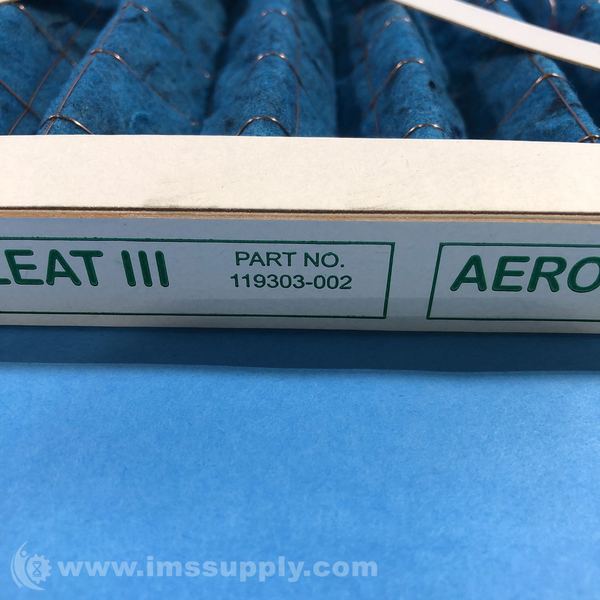 LEAT III
PART NO.
119303-002
AERO
www.imssupply.com